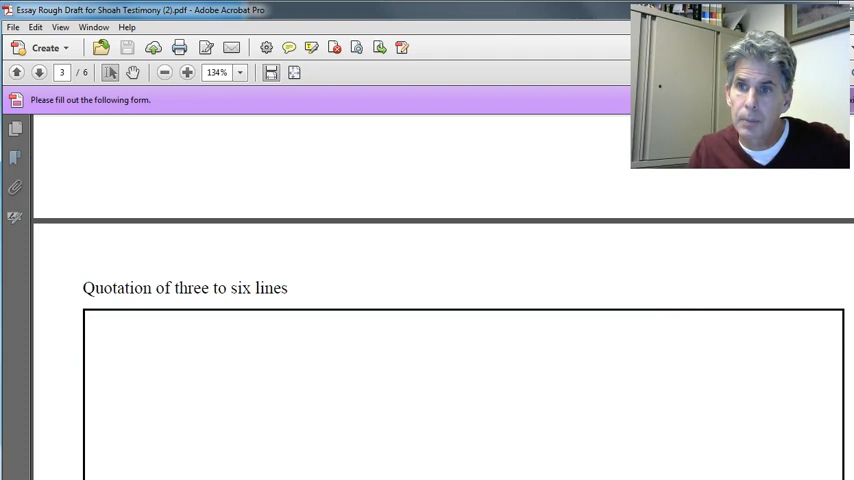 Essay Rough Draft for Shoah Testimony (2).pdf - Adobe Acrobat Pro
File Edit View Window Help
Create
3 / 6 134%
Please fill out the following form.
Quotation of three to six lines